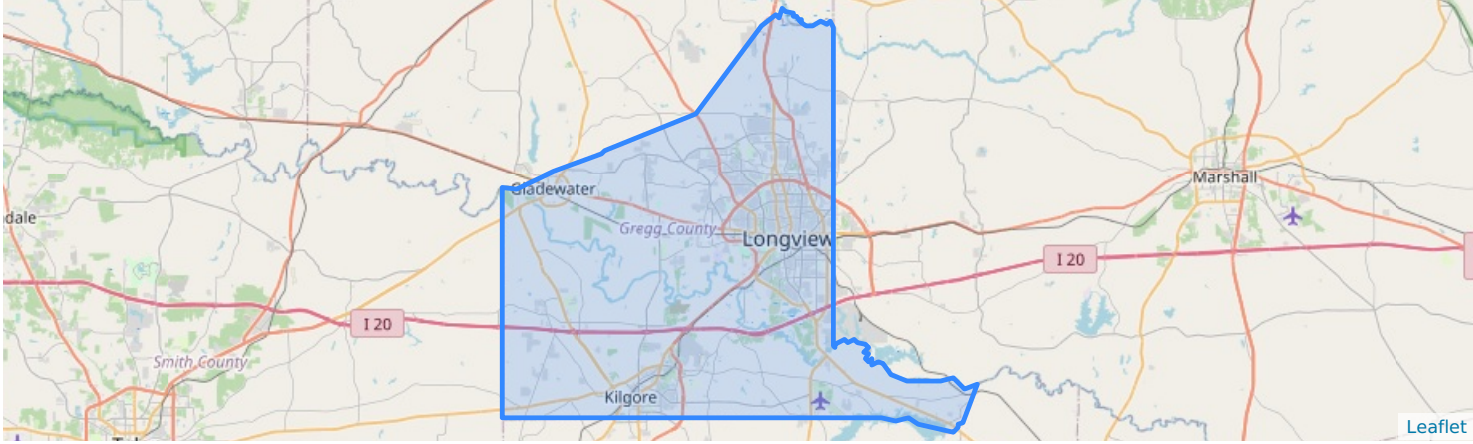 Gladewater
Marshall
dale
Gregg County
Longview
I 20
I 20
Smith County
Kilgore
Leaflet